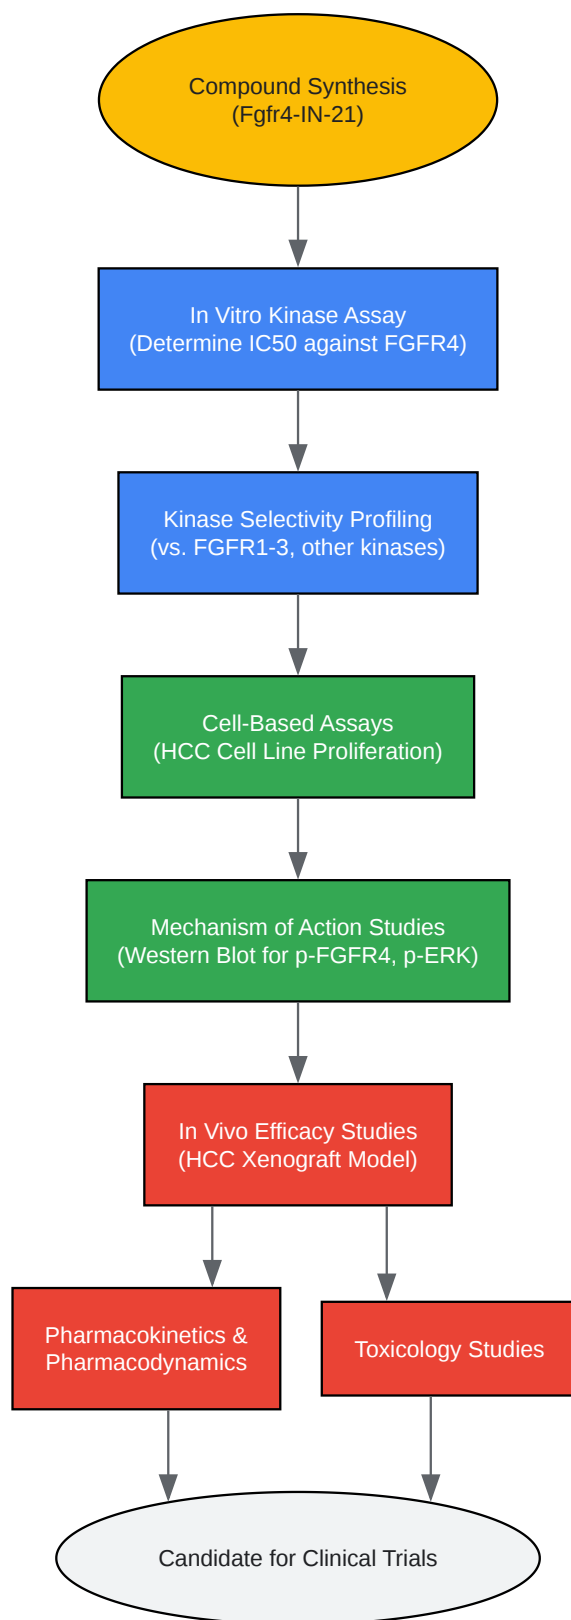 Compound Synthesis
(Fgfr4-IN-21)
In Vitro Kinase Assay
(Determine IC50 against FGFR4)
Kinase Selectivity Profiling
(vs. FGFR1-3, other kinases)
Cell-Based Assays
(HCC Cell Line Proliferation)
Mechanism of Action Studies
(Western Blot for p-FGFR4, p-ERK)
In Vivo Efficacy Studies
(HCC Xenograft Model)
Pharmacokinetics &
Pharmacodynamics
Toxicology Studies
Candidate for Clinical Trials